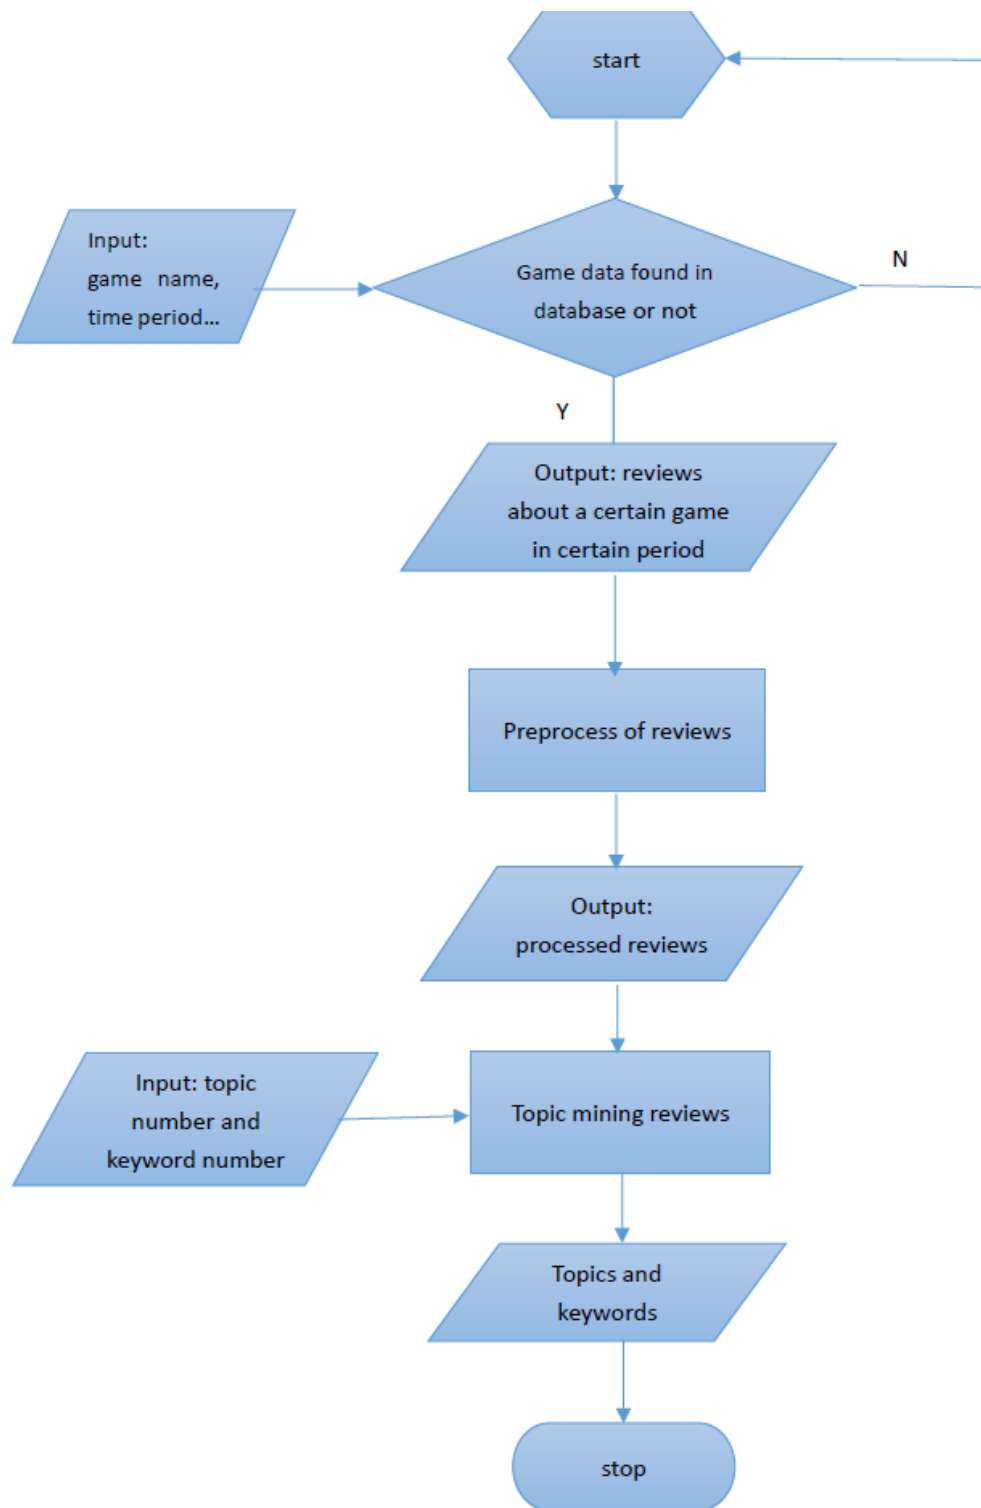 start
Input:
game name,
time period...
Game data found in
database or not
N
Y
Output: reviews
about a certain game
in certain period
Preprocess of reviews
Output:
processed reviews
Input: topic
number and
keyword number
Topic mining reviews
Topics and
keywords
stop